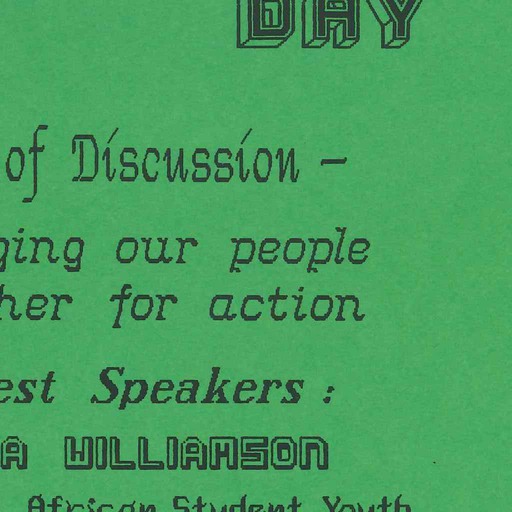 DAY
of Discussion –
ging our people
her for action
est Speakers :
A WILLIAMSON
African Student Youth